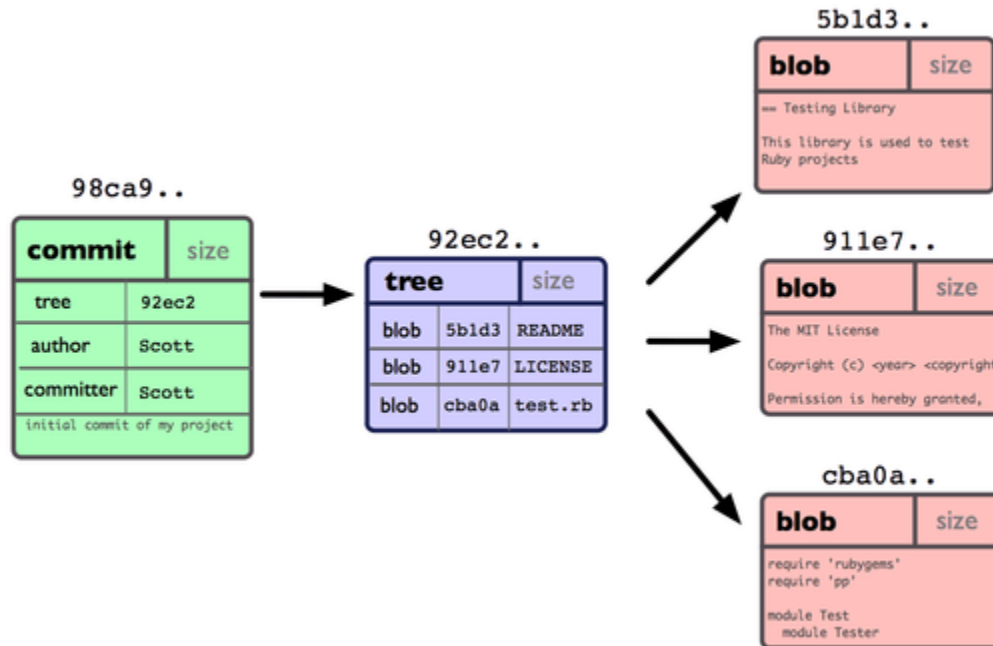 98ca9..
commit size
tree 92ec2
author Scott
committer Scott
initial commit of my project
92ec2..
tree size
blob 5b1d3 README
blob 911e7 LICENSE
blob cba0a test.rb
5b1d3..
blob size
== Testing Library
This library is used to test
Ruby projects
911e7..
blob size
The MIT License
Copyright (c) <year> <copyright
Permission is hereby granted,
cba0a..
blob size
require 'rubygems'
require 'pp'
module Test
module Tester